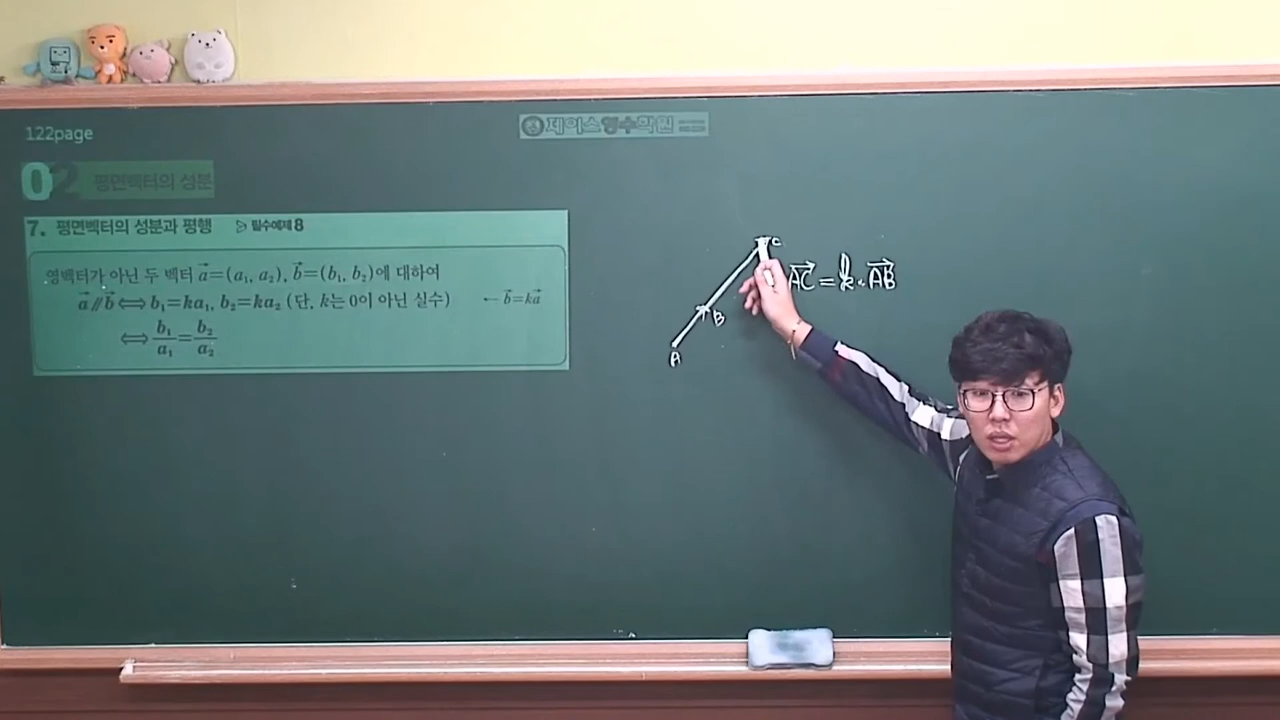 122page
제이스영수학원
02 평면벡터의 성분
7. 평면벡터의 성분과 평행 ▷ 필수예제 8
영벡터가 아닌 두 벡터 a⃗=(a₁, a₂), b⃗=(b₁, b₂)에 대하여
a⃗∥b⃗ ⟺ b₁=ka₁, b₂=ka₂ (단, k는 0이 아닌 실수) ← b⃗=ka⃗
⟺ b₁/a₁=b₂/a₂
C
B
A
AC⃗ = k·AB⃗